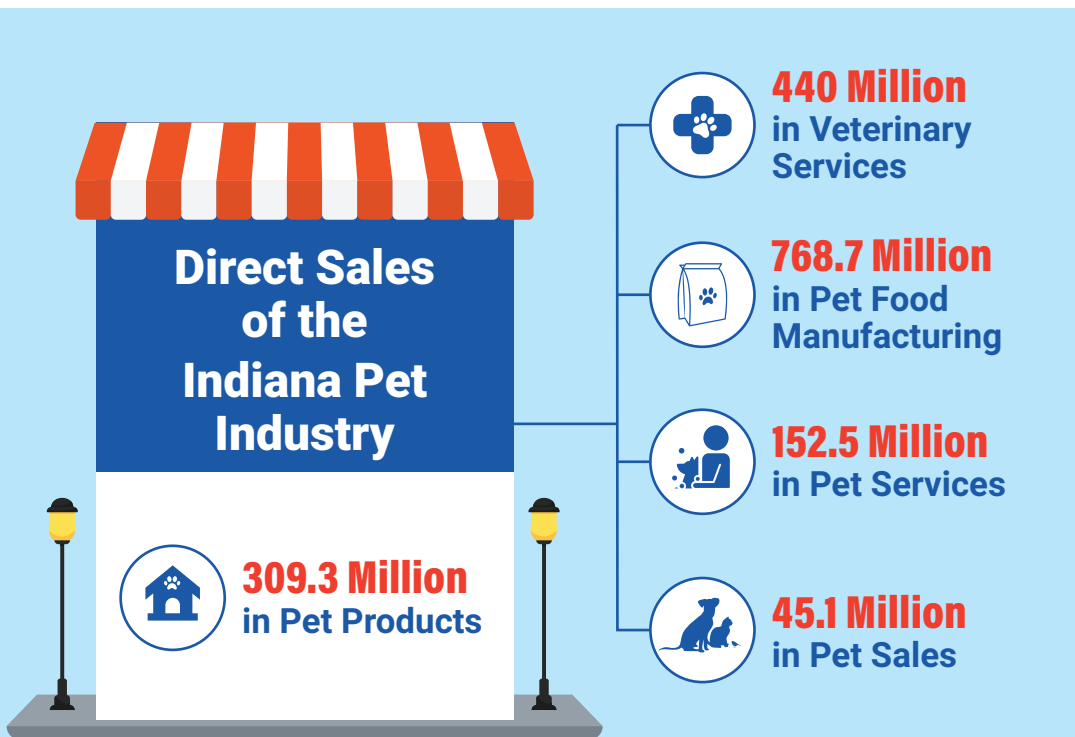 Direct Sales
of the
Indiana Pet
Industry
309.3 Million
in Pet Products
440 Million
in Veterinary
Services
768.7 Million
in Pet Food
Manufacturing
152.5 Million
in Pet Services
45.1 Million
in Pet Sales